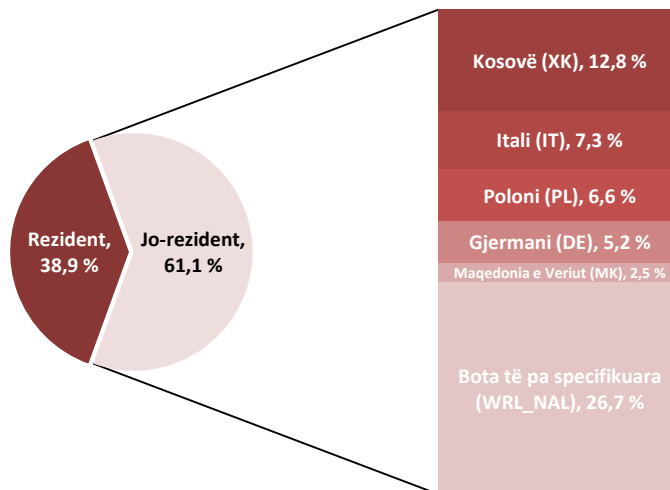 Rezident,
38,9 %
Jo-rezident,
61,1 %
Kosovë (XK), 12,8 %
Itali (IT), 7,3 %
Poloni (PL), 6,6 %
Gjermani (DE), 5,2 %
Maqedonia e Veriut (MK), 2,5 %
Bota të pa specifikuara
(WRL_NAL), 26,7 %